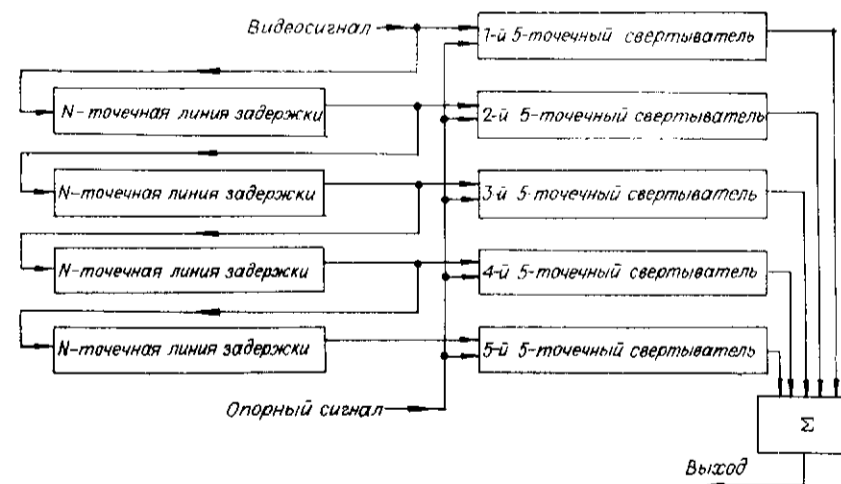 Видеосигнал
1-й 5-точечный свертыватель
N-точечная линия задержки
2-й 5-точечный свертыватель
N-точечная линия задержки
3-й 5-точечный свертыватель
N-точечная линия задержки
4-й 5-точечный свертыватель
N-точечная линия задержки
5-й 5-точечный свертыватель
Опорный сигнал
Σ
Выход